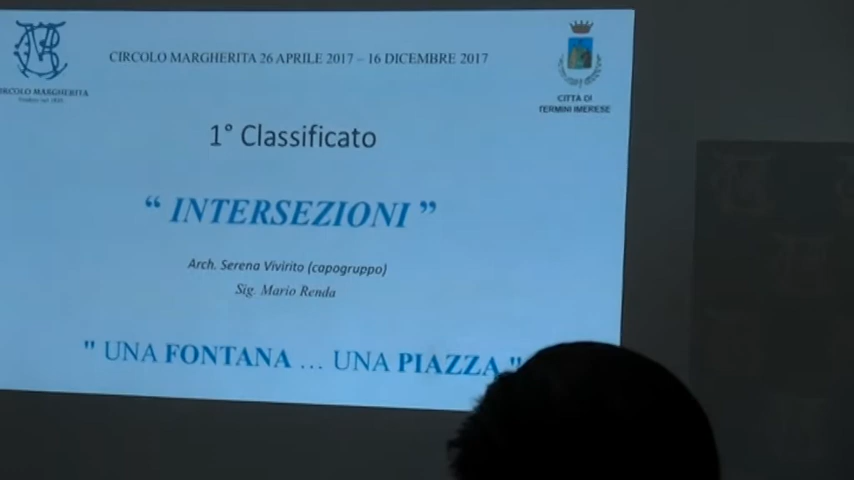 CIRCOLO MARGHERITA 26 APRILE 2017 – 16 DICEMBRE 2017
CIRCOLO MARGHERITA
CITTA DI
TERMINI IMERESE
1° Classificato
“ INTERSEZIONI ”
Arch. Serena Vivirito (capogruppo)
Sig. Mario Renda
" UNA FONTANA ... UNA PIAZZA "